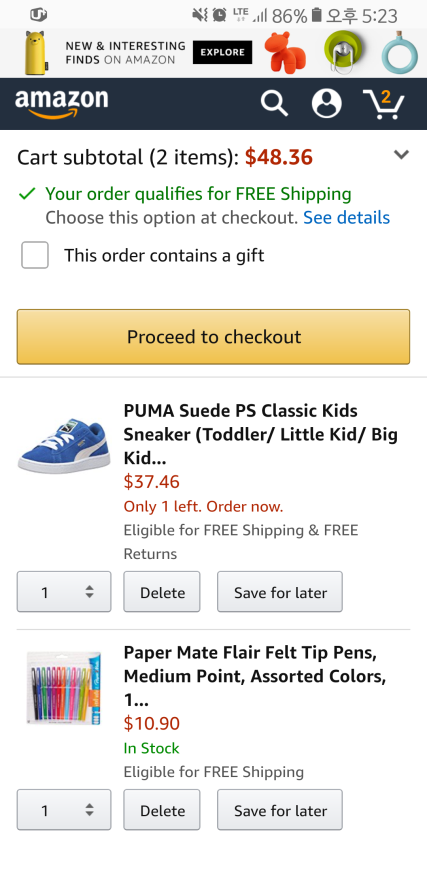 LTE 86% 오후 5:23
NEW & INTERESTING
FINDS ON AMAZON
EXPLORE
amazon
2
Cart subtotal (2 items): $48.36
Your order qualifies for FREE Shipping
Choose this option at checkout. See details
This order contains a gift
Proceed to checkout
PUMA Suede PS Classic Kids
Sneaker (Toddler/ Little Kid/ Big
Kid...
$37.46
Only 1 left. Order now.
Eligible for FREE Shipping & FREE
Returns
1 Delete Save for later
Paper Mate Flair Felt Tip Pens,
Medium Point, Assorted Colors,
1...
$10.90
In Stock
Eligible for FREE Shipping
1 Delete Save for later